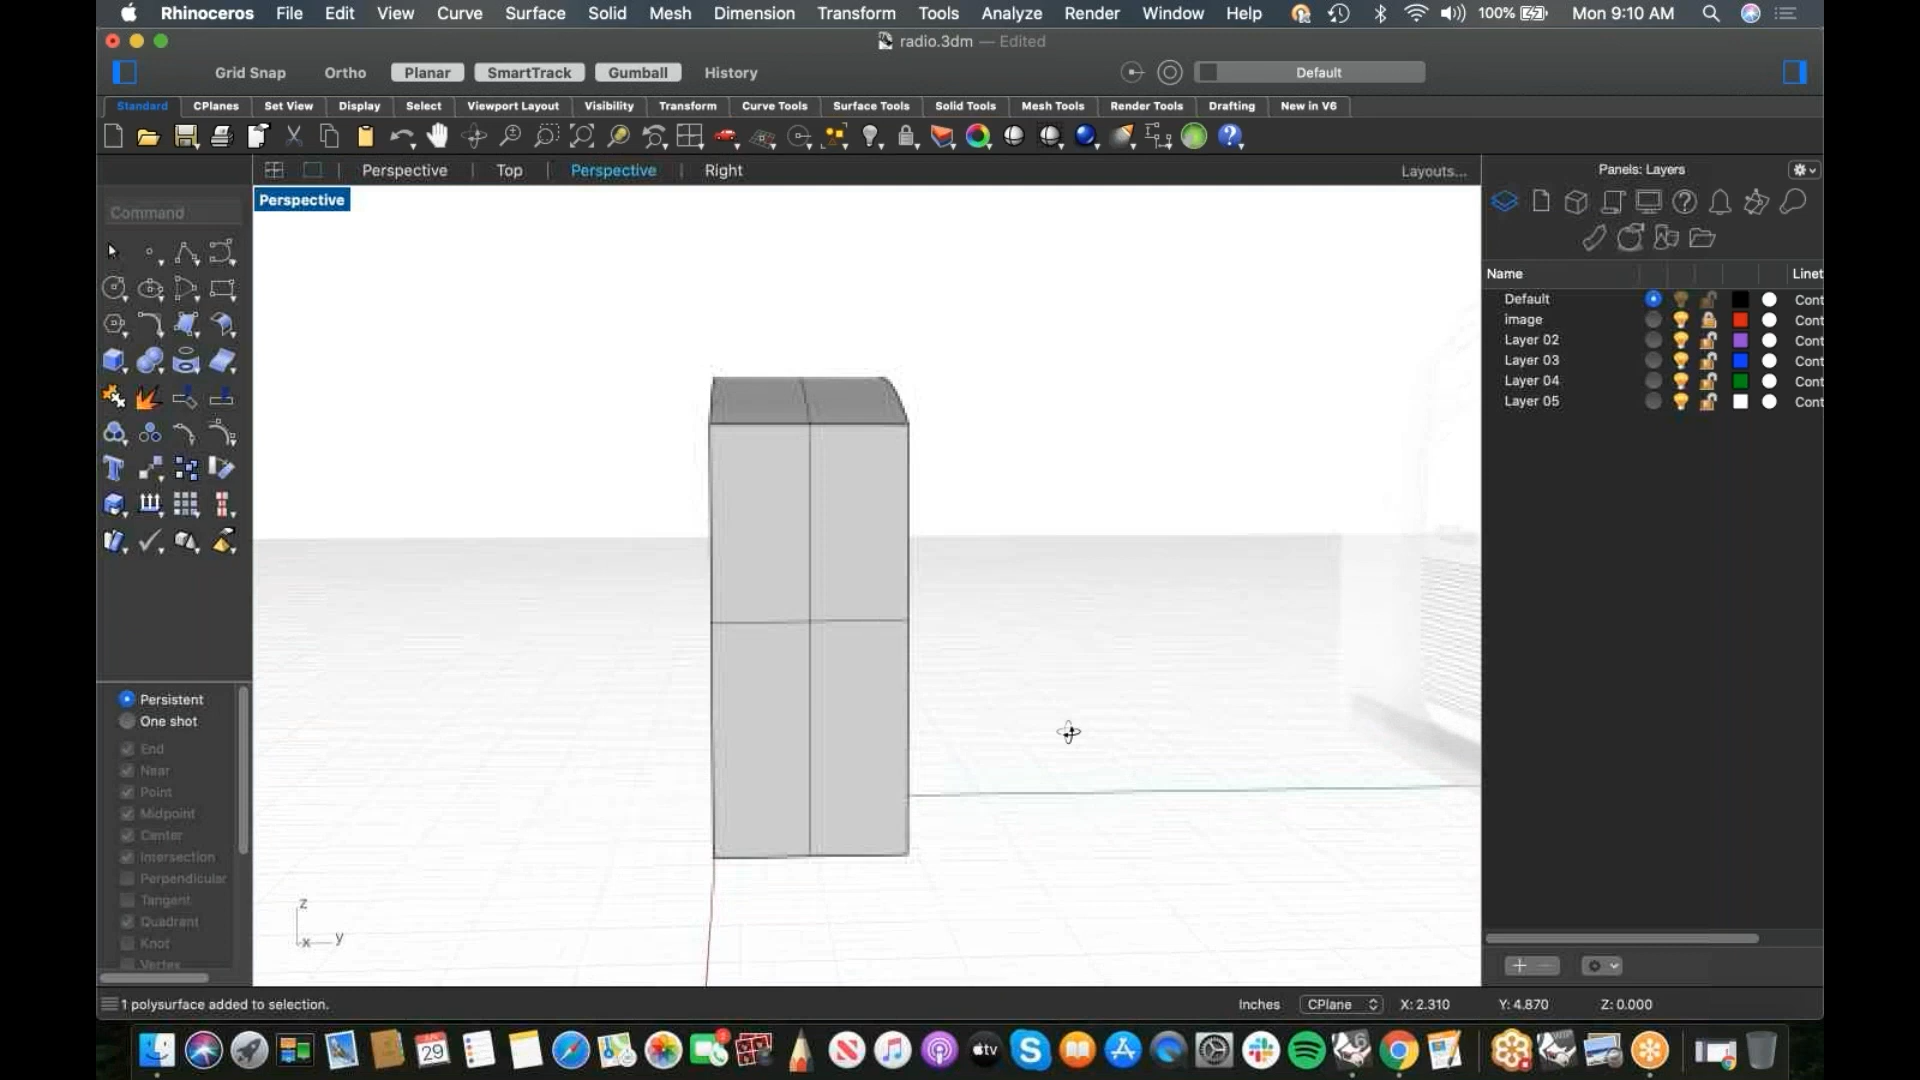 Rhinoceros File Edit View Curve Surface Solid Mesh Dimension Transform Tools Analyze Render Window Help 100% Mon 9:10 AM
radio.3dm — Edited
Grid Snap Ortho Planar SmartTrack Gumball History Default
Standard CPlanes Set View Display Select Viewport Layout Visibility Transform Curve Tools Surface Tools Solid Tools Mesh Tools Render Tools Drafting New in V6
Perspective Top Perspective Right Layouts...
Panels: Layers
Command
Perspective
Name Linet
Default Cont
image Cont
Layer 02 Cont
Layer 03 Cont
Layer 04 Cont
Layer 05 Cont
Persistent
One shot
End
Near
Point
Midpoint
Center
Intersection
Perpendicular
Tangent
Quadrant
Knot
Vertex
z
x y
1 polysurface added to selection.
Inches CPlane X: 2.310 Y: 4.870 Z: 0.000
29
tv